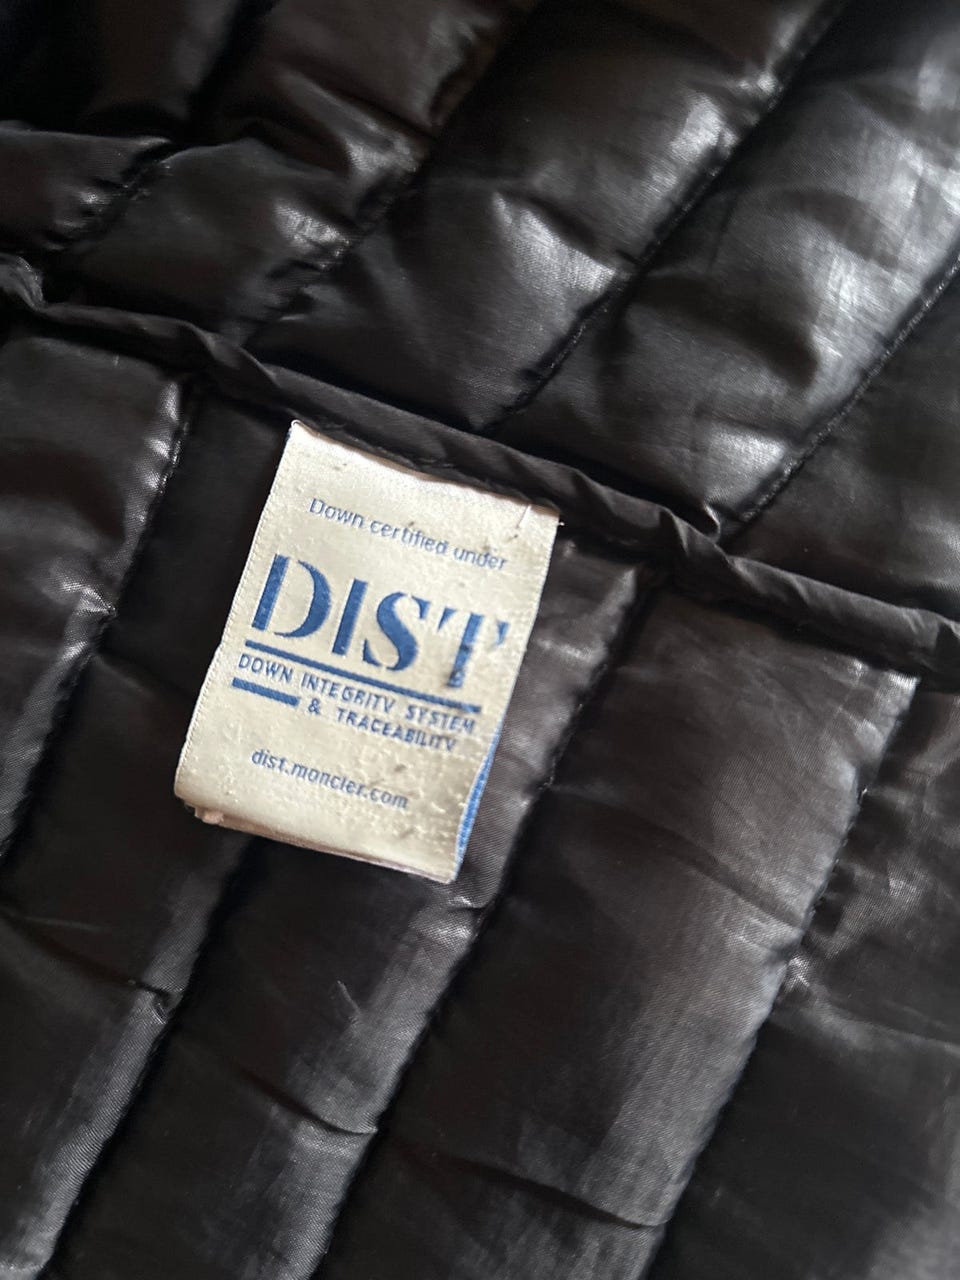 Down certified under
DIST
DOWN INTEGRITY SYSTEM
& TRACEABILITY
dist.moncler.com